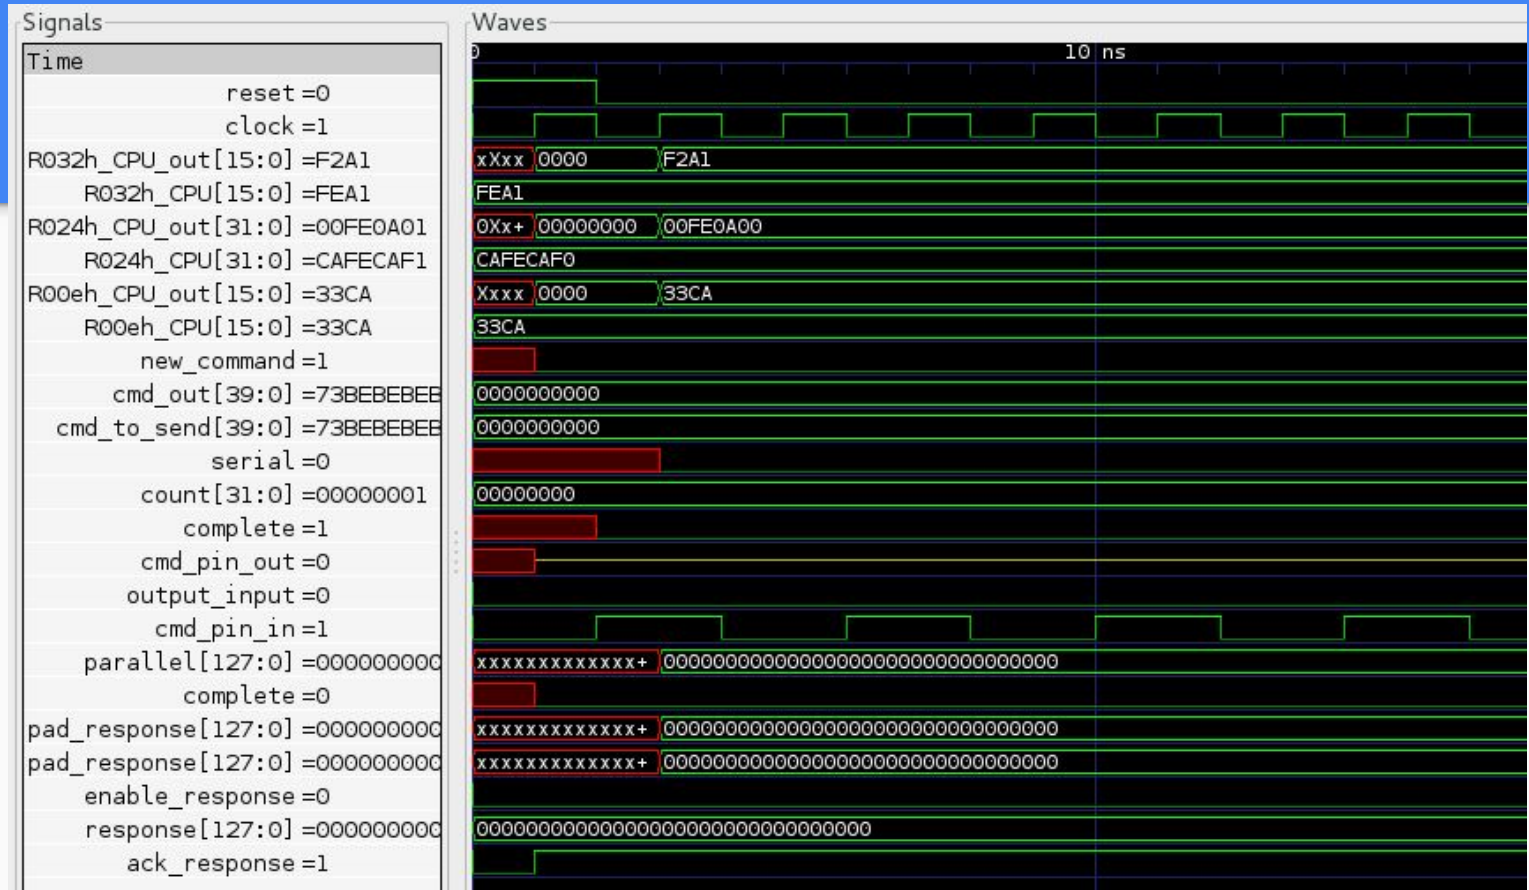 Signals
Waves
Time
0
10 ns
reset =0
clock =1
R032h_CPU_out[15:0] =F2A1
xXxx 0000 F2A1
R032h_CPU[15:0] =FEA1
FEA1
R024h_CPU_out[31:0] =00FE0A01
0Xx+ 00000000 00FE0A00
R024h_CPU[31:0] =CAFECAF1
CAFECAF0
R00eh_CPU_out[15:0] =33CA
Xxxx 0000 33CA
R00eh_CPU[15:0] =33CA
33CA
new_command =1
cmd_out[39:0] =73BEBEBEB
0000000000
cmd_to_send[39:0] =73BEBEBEB
0000000000
serial =0
count[31:0] =00000001
00000000
complete =1
cmd_pin_out =0
output_input =0
cmd_pin_in =1
parallel[127:0] =000000000
xxxxxxxxxxxxx+ 00000000000000000000000000000000
complete =0
pad_response[127:0] =000000000
xxxxxxxxxxxxx+ 00000000000000000000000000000000
pad_response[127:0] =000000000
xxxxxxxxxxxxx+ 00000000000000000000000000000000
enable_response =0
response[127:0] =000000000
00000000000000000000000000000000
ack_response =1